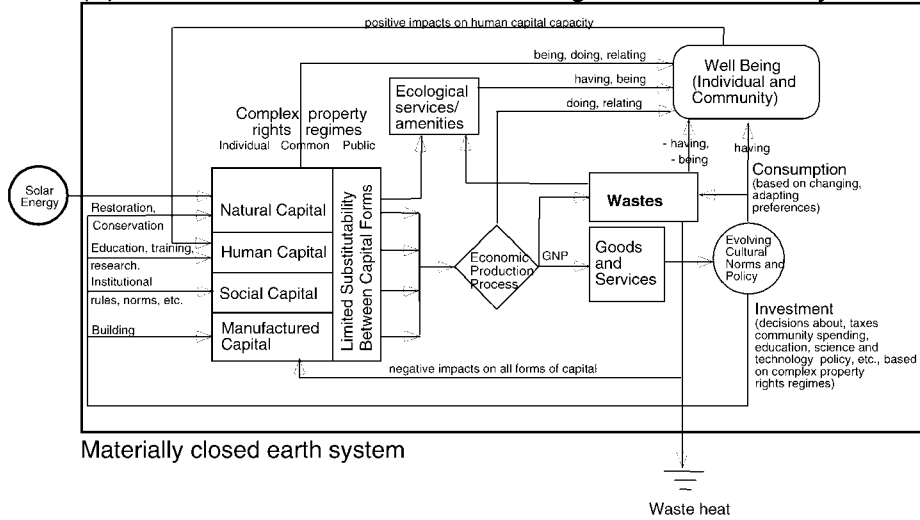 positive impacts on human capital capacity
being, doing, relating
Well Being
(Individual and
Community)
having, being
Ecological
services/
amenities
doing, relating
Complex property
rights regimes
Individual Common Public
- having,
- being
having
Consumption
(based on changing,
adapting
preferences)
Solar
Energy
Restoration,
Conservation
Education, training,
research.
Institutional
rules, norms, etc.
Building
Natural Capital
Human Capital
Social Capital
Manufactured
Capital
Limited Substitutability
Between Capital Forms
Economic
Production
Process
GNP
Wastes
Goods
and
Services
Evolving
Cultural
Norms and
Policy
Investment
(decisions about, taxes
community spending,
education, science and
technology policy, etc., based
on complex property
rights regimes)
negative impacts on all forms of capital
Materially closed earth system
Waste heat